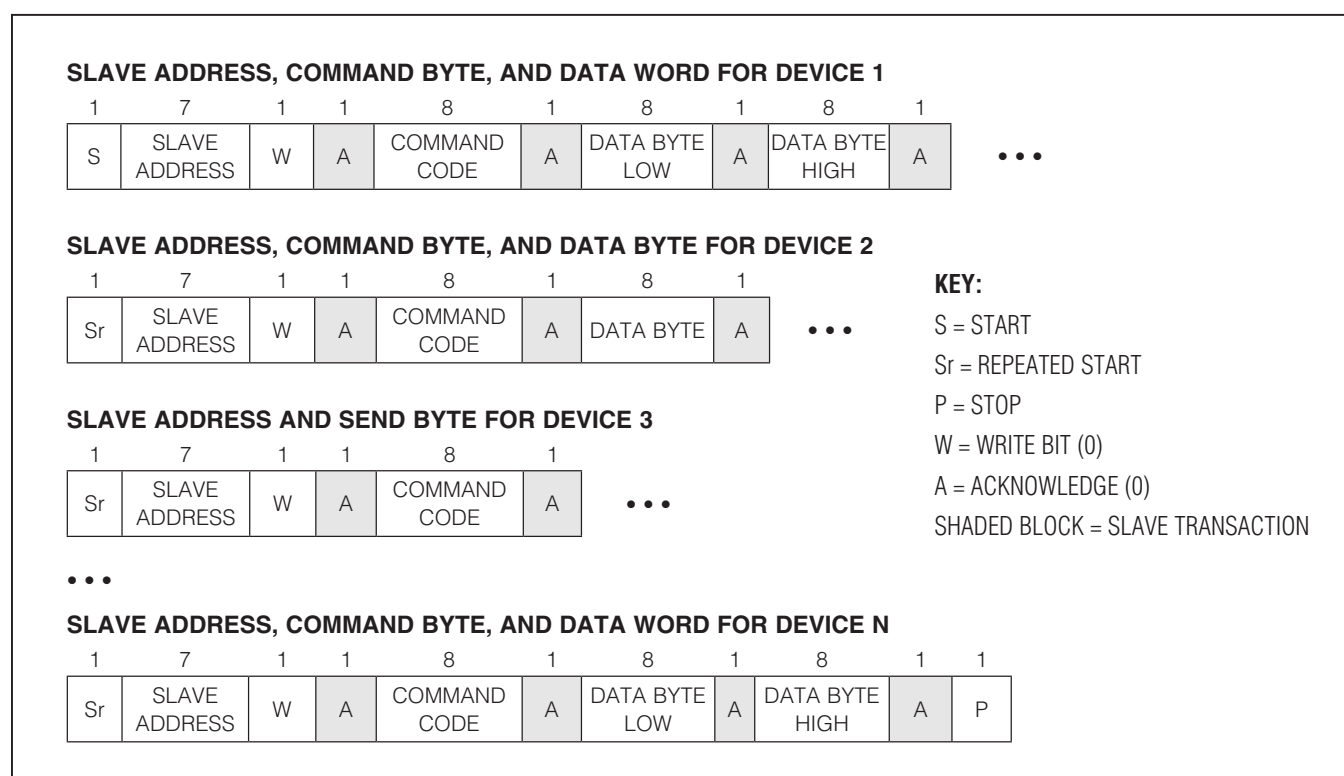 SLAVE ADDRESS, COMMAND BYTE, AND DATA WORD FOR DEVICE 1
1 7 1 1 8 1 8 1 8 1
S SLAVE ADDRESS W A COMMAND CODE A DATA BYTE LOW A DATA BYTE HIGH A •••
SLAVE ADDRESS, COMMAND BYTE, AND DATA BYTE FOR DEVICE 2
1 7 1 1 8 1 8 1
Sr SLAVE ADDRESS W A COMMAND CODE A DATA BYTE A •••
SLAVE ADDRESS AND SEND BYTE FOR DEVICE 3
1 7 1 1 8 1
Sr SLAVE ADDRESS W A COMMAND CODE A •••
•••
SLAVE ADDRESS, COMMAND BYTE, AND DATA WORD FOR DEVICE N
1 7 1 1 8 1 8 1 8 1 1
Sr SLAVE ADDRESS W A COMMAND CODE A DATA BYTE LOW A DATA BYTE HIGH A P
KEY:
S = START
Sr = REPEATED START
P = STOP
W = WRITE BIT (0)
A = ACKNOWLEDGE (0)
SHADED BLOCK = SLAVE TRANSACTION